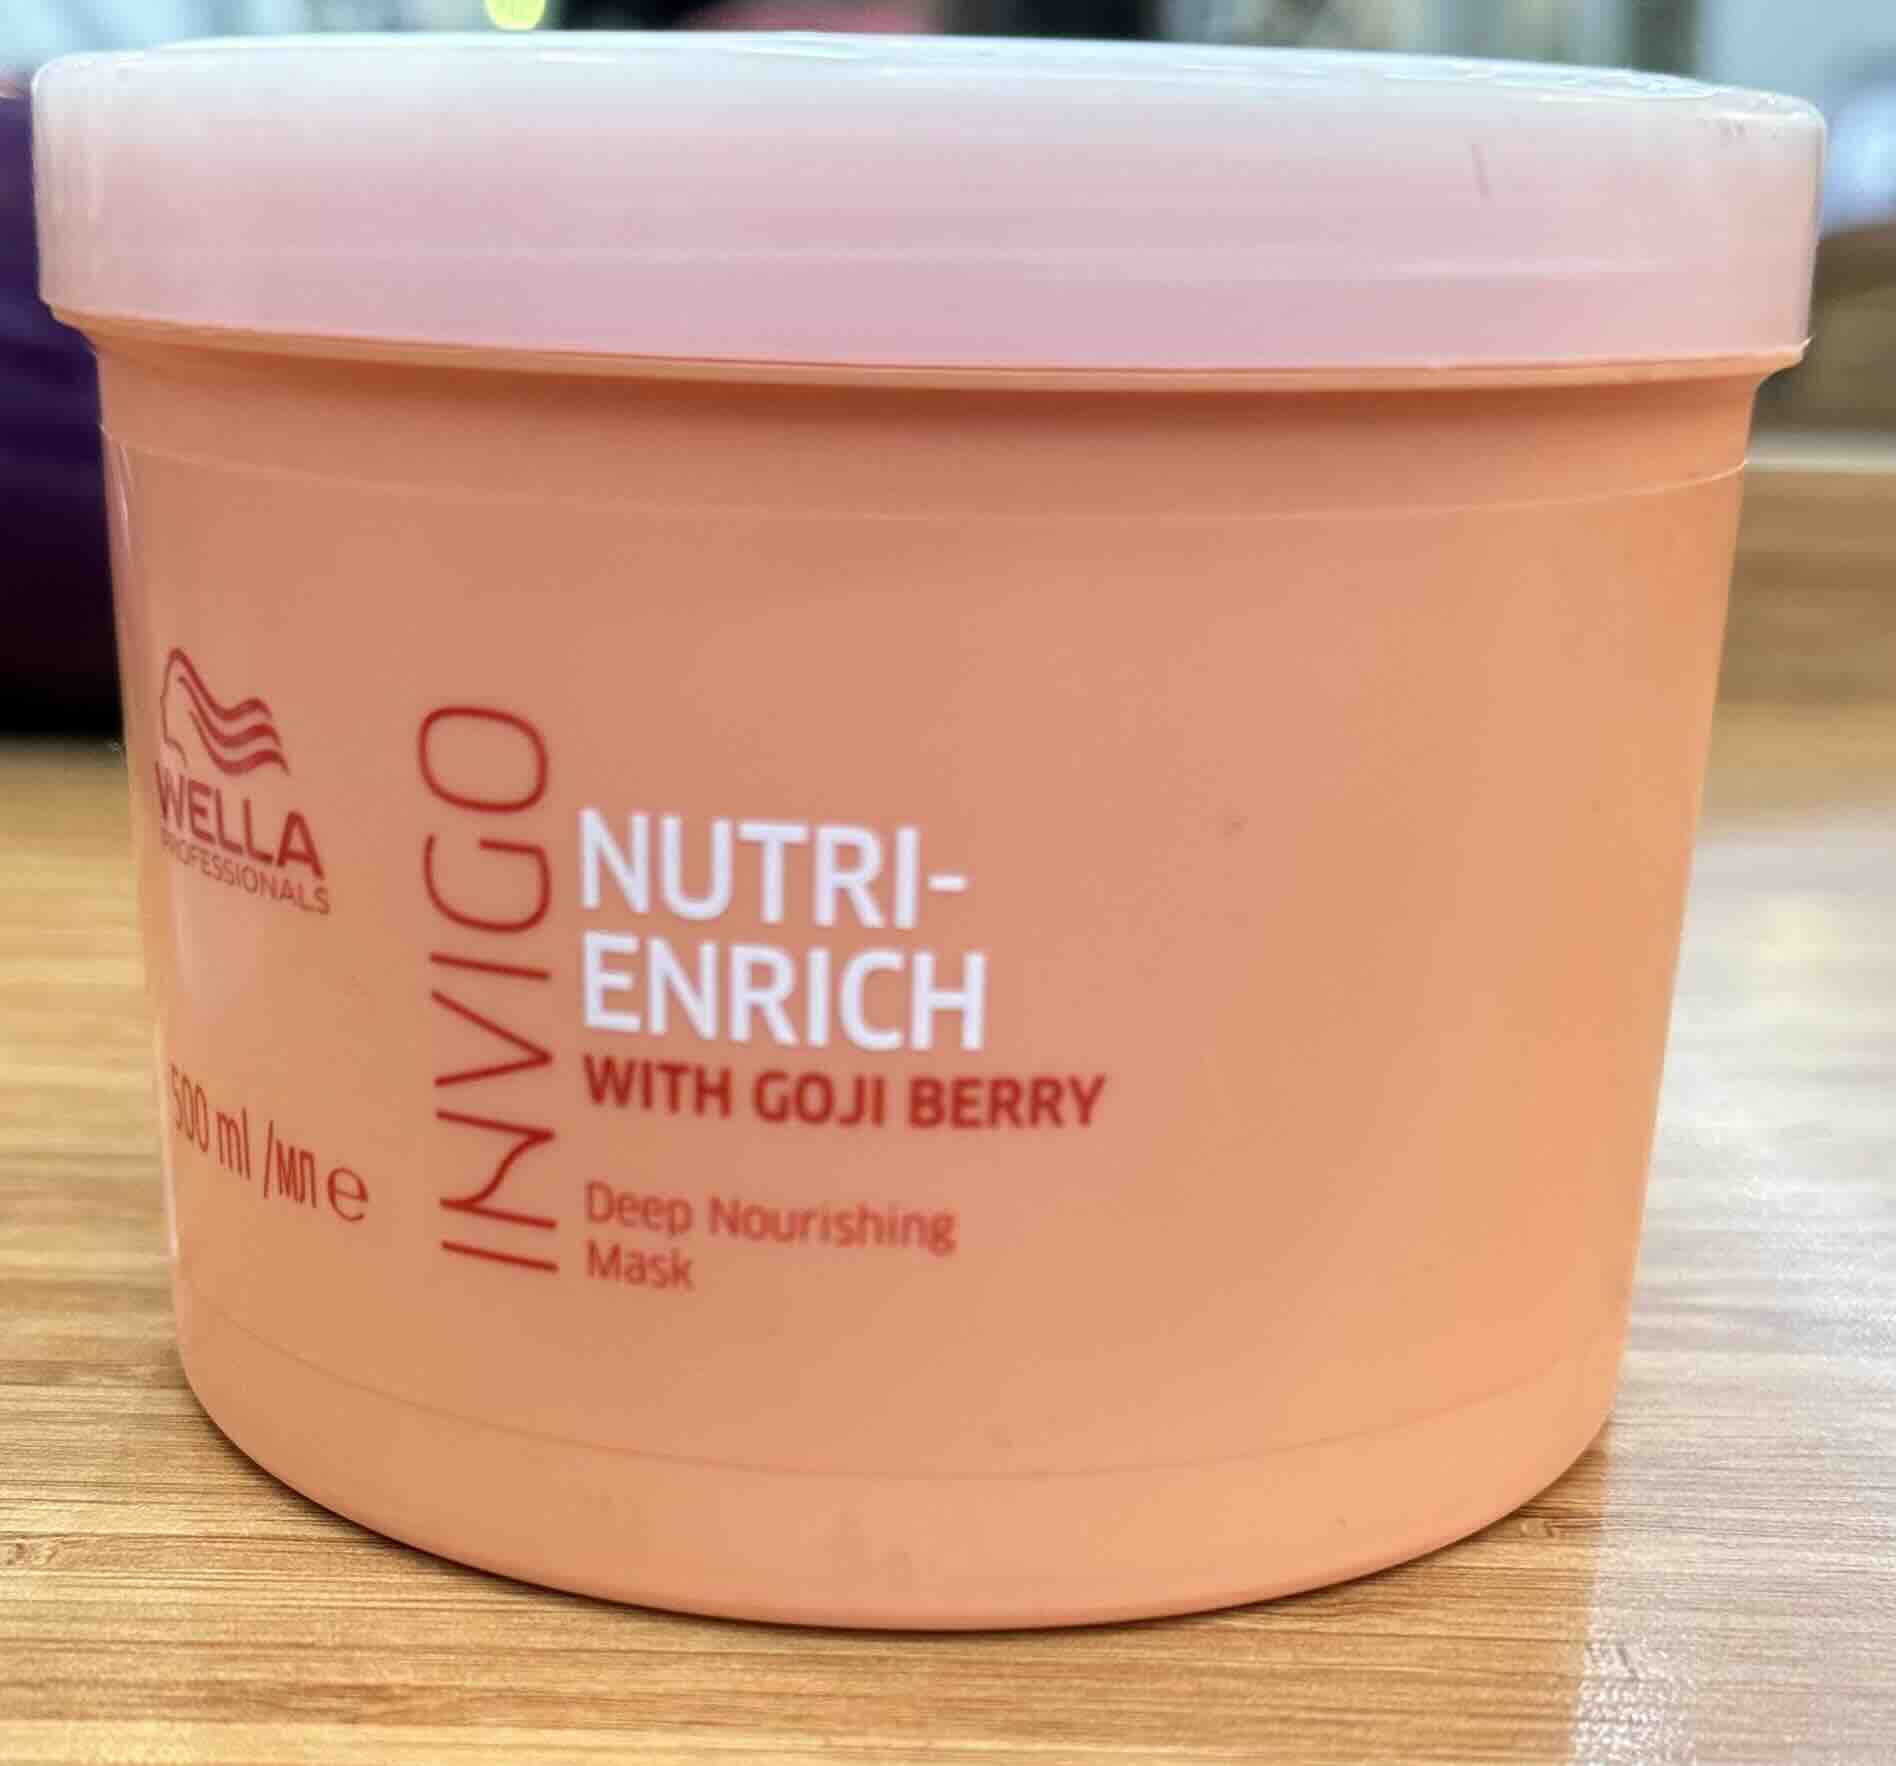 WELLA
PROFESSIONALS
500 ml /мл ℮
INVIGO
NUTRI-
ENRICH
WITH GOJI BERRY
Deep Nourishing
Mask